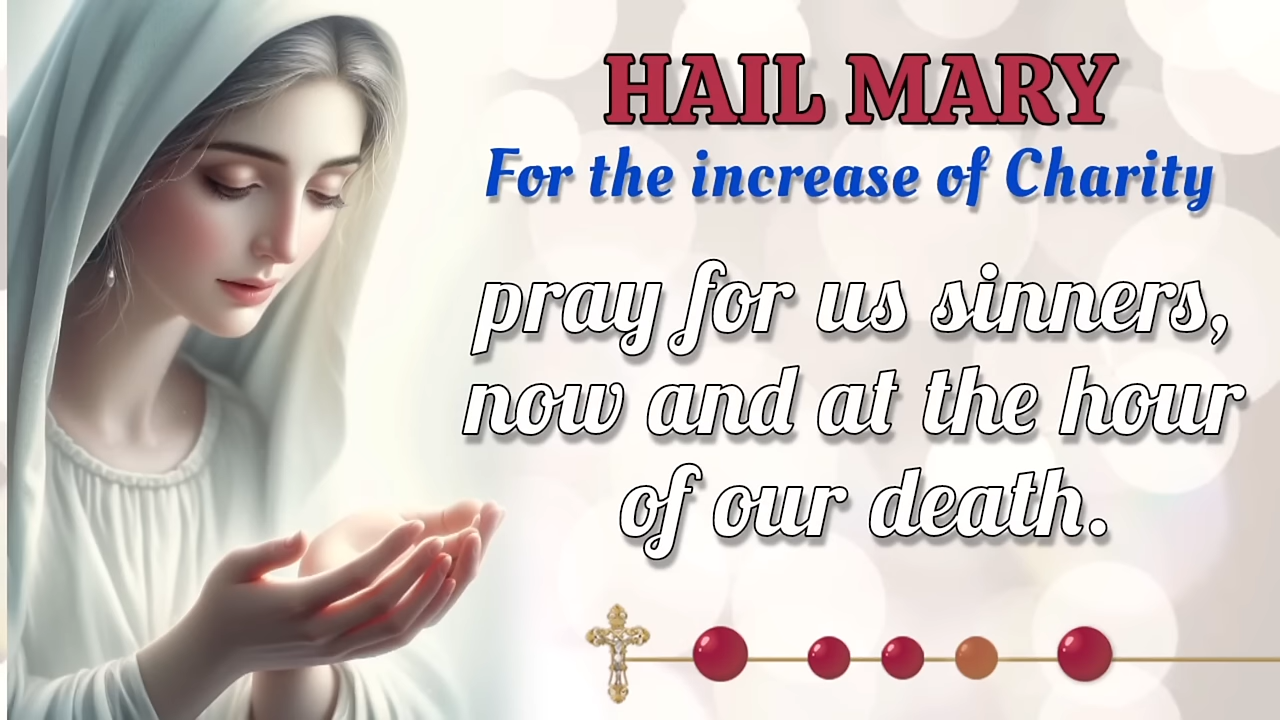 HAIL MARY
For the increase of Charity
pray for us sinners,
now and at the hour
of our death.